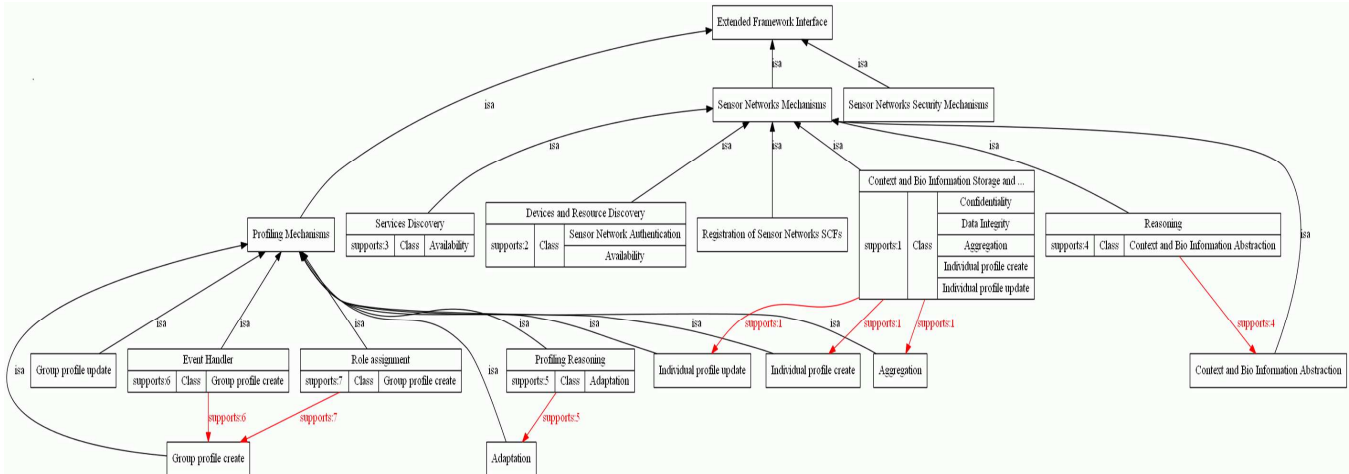 Extended Framework Interface
isa
isa
isa
Sensor Networks Mechanisms
Sensor Networks Security Mechanisms
isa
isa
isa
isa
isa
isa
Profiling Mechanisms
Services Discovery
supports:3 Class Availability
Devices and Resource Discovery
supports:2 Class
Sensor Network Authentication
Availability
Registration of Sensor Networks SCFs
Context and Bio Information Storage and ...
supports:1 Class
Confidentiality
Data Integrity
Aggregation
Individual profile create
Individual profile update
Reasoning
supports:4 Class Context and Bio Information Abstraction
isa
isa
isa
isa
isa
isa
isa
isa
isa
supports:1
supports:1
supports:1
supports:4
Group profile update
Event Handler
supports:6 Class Group profile create
Role assignment
supports:7 Class Group profile create
Profiling Reasoning
supports:5 Class Adaptation
Individual profile update
Individual profile create
Aggregation
Context and Bio Information Abstraction
supports:6
supports:7
supports:5
Group profile create
Adaptation